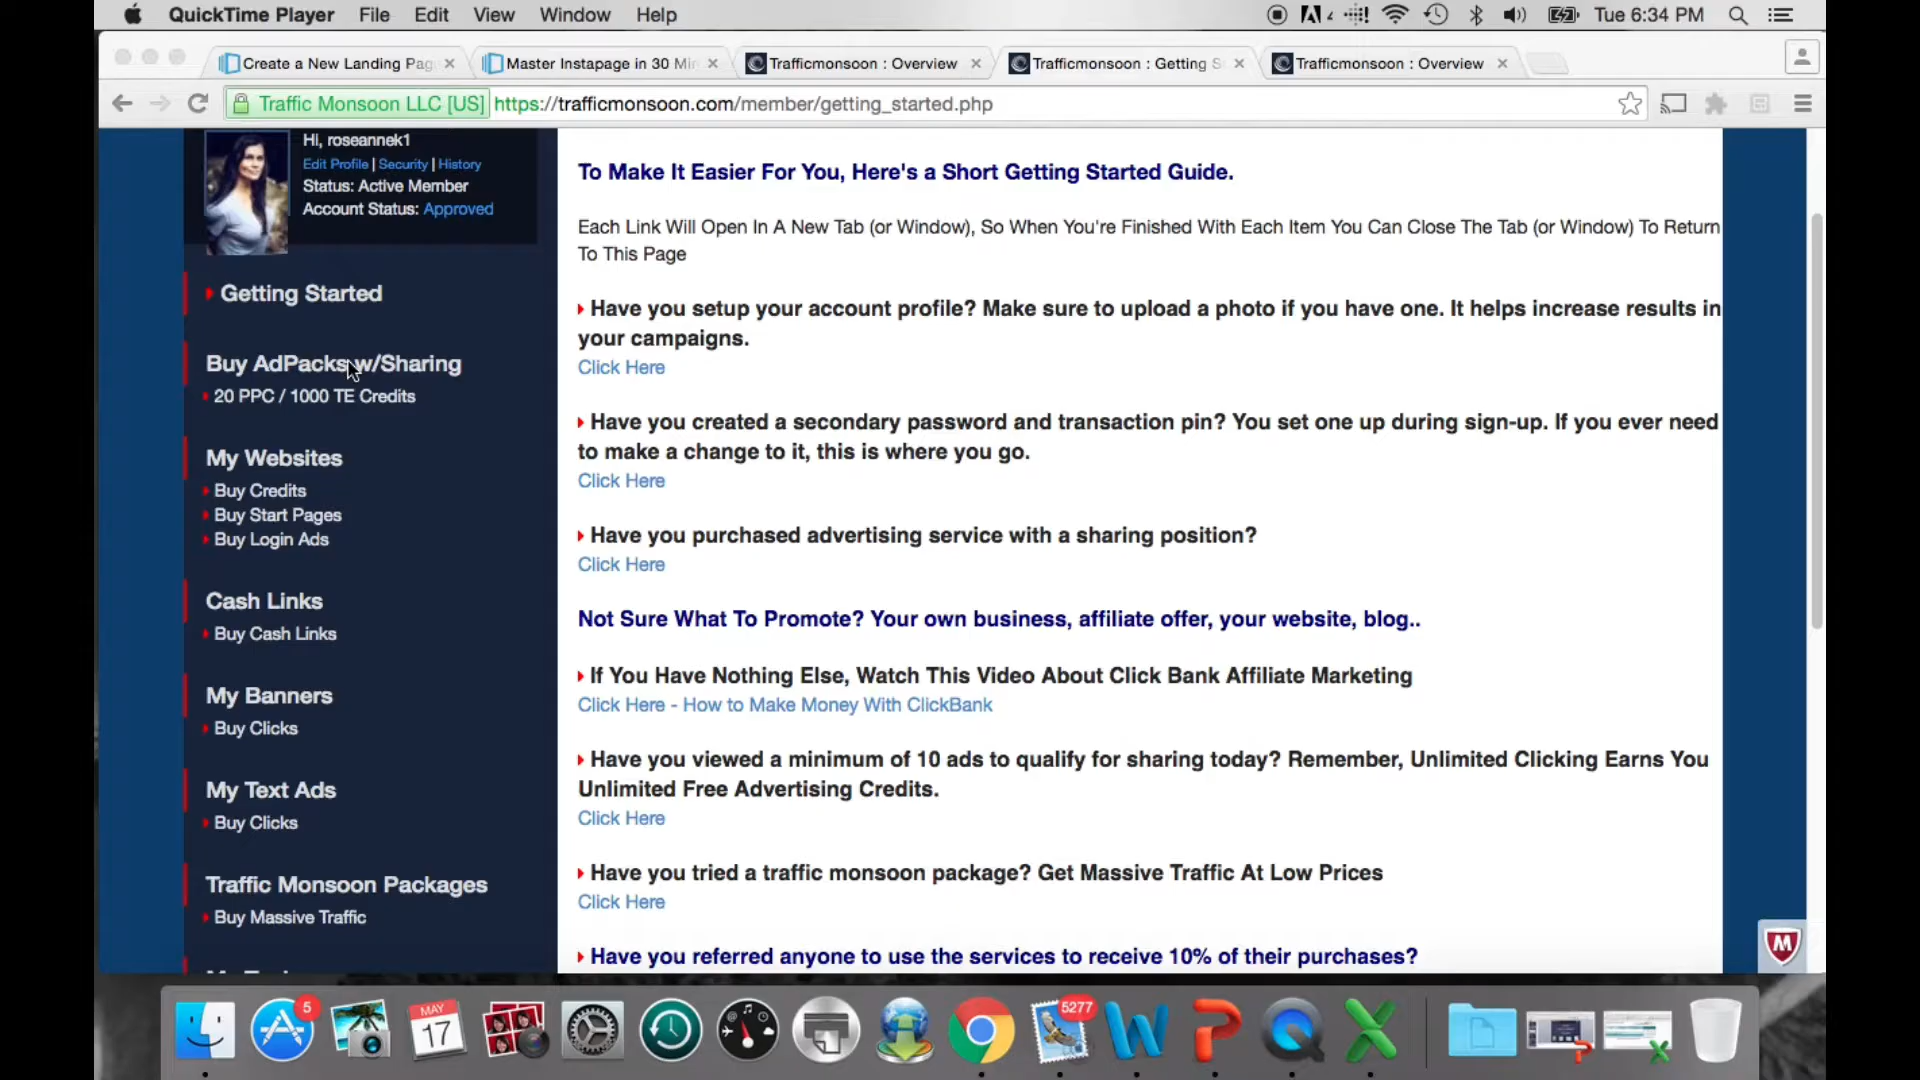 QuickTime Player File Edit View Window Help Tue 6:34 PM
Create a New Landing Pag Master Instapage in 30 Mi Trafficmonsoon : Overview Trafficmonsoon : Getting S Trafficmonsoon : Overview
Traffic Monsoon LLC [US] https://trafficmonsoon.com/member/getting_started.php
Hi, roseannek1
Edit Profile | Security | History
Status: Active Member
Account Status: Approved
Getting Started
Buy AdPacks w/Sharing
20 PPC / 1000 TE Credits
My Websites
Buy Credits
Buy Start Pages
Buy Login Ads
Cash Links
Buy Cash Links
My Banners
Buy Clicks
My Text Ads
Buy Clicks
Traffic Monsoon Packages
Buy Massive Traffic
To Make It Easier For You, Here's a Short Getting Started Guide.
Each Link Will Open In A New Tab (or Window), So When You're Finished With Each Item You Can Close The Tab (or Window) To Return
To This Page
Have you setup your account profile? Make sure to upload a photo if you have one. It helps increase results in
your campaigns.
Click Here
Have you created a secondary password and transaction pin? You set one up during sign-up. If you ever need
to make a change to it, this is where you go.
Click Here
Have you purchased advertising service with a sharing position?
Click Here
Not Sure What To Promote? Your own business, affiliate offer, your website, blog..
If You Have Nothing Else, Watch This Video About Click Bank Affiliate Marketing
Click Here - How to Make Money With ClickBank
Have you viewed a minimum of 10 ads to qualify for sharing today? Remember, Unlimited Clicking Earns You
Unlimited Free Advertising Credits.
Click Here
Have you tried a traffic monsoon package? Get Massive Traffic At Low Prices
Click Here
Have you referred anyone to use the services to receive 10% of their purchases?
5
MAY
17
5277